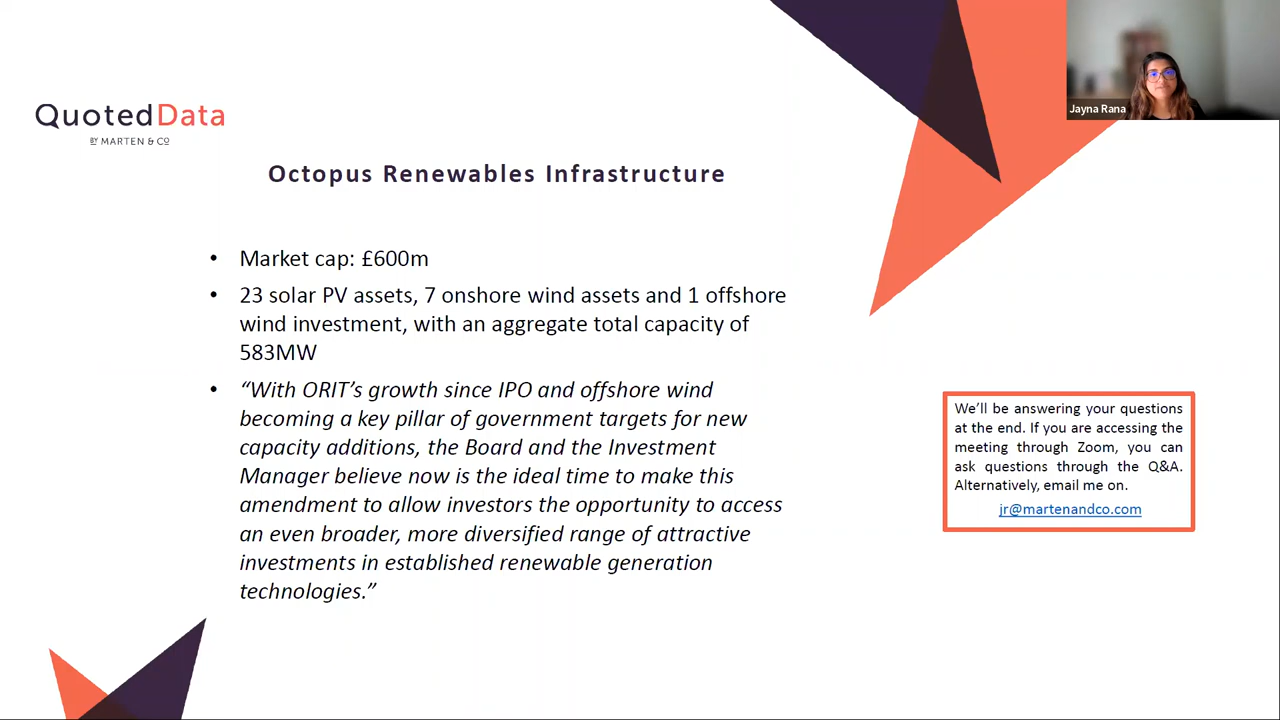 Jayna Rana
QuotedData
BY MARTEN & CO
Octopus Renewables Infrastructure
• Market cap: £600m
• 23 solar PV assets, 7 onshore wind assets and 1 offshore
wind investment, with an aggregate total capacity of
583MW
• “With ORIT’s growth since IPO and offshore wind
becoming a key pillar of government targets for new
capacity additions, the Board and the Investment
Manager believe now is the ideal time to make this
amendment to allow investors the opportunity to access
an even broader, more diversified range of attractive
investments in established renewable generation
technologies.”
We’ll be answering your questions
at the end. If you are accessing the
meeting through Zoom, you can
ask questions through the Q&A.
Alternatively, email me on.
jr@martenandco.com